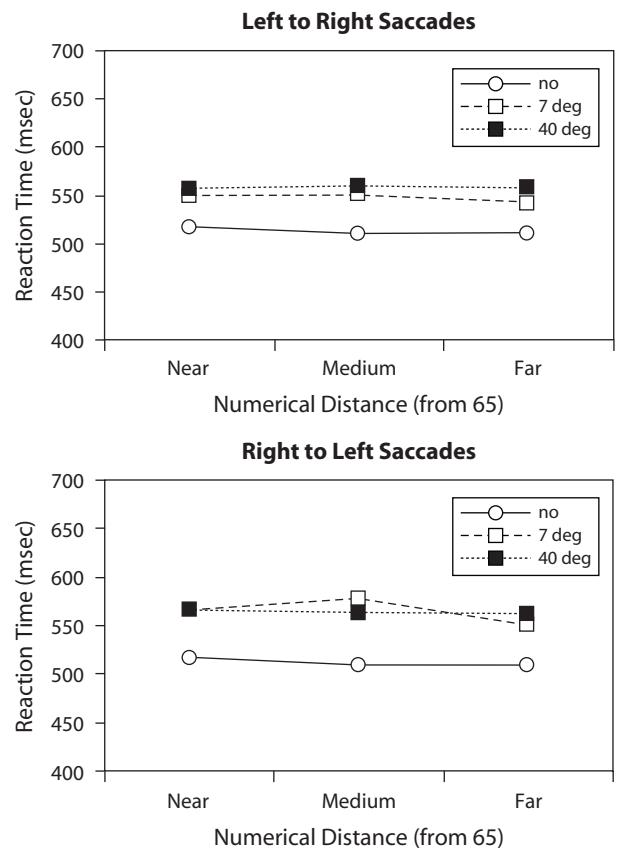 Left to Right Saccades
700
650
600
550
500
450
400
Reaction Time (msec)
no
7 deg
40 deg
Near Medium Far
Numerical Distance (from 65)
Right to Left Saccades
700
650
600
550
500
450
400
Reaction Time (msec)
no
7 deg
40 deg
Near Medium Far
Numerical Distance (from 65)